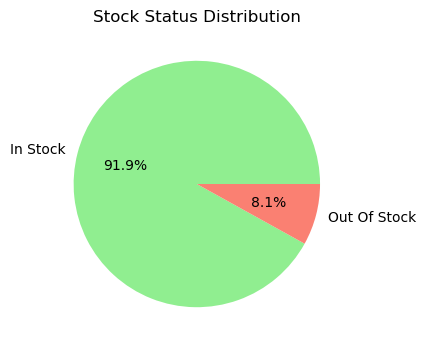 Stock Status Distribution
In Stock
91.9%
8.1%
Out Of Stock